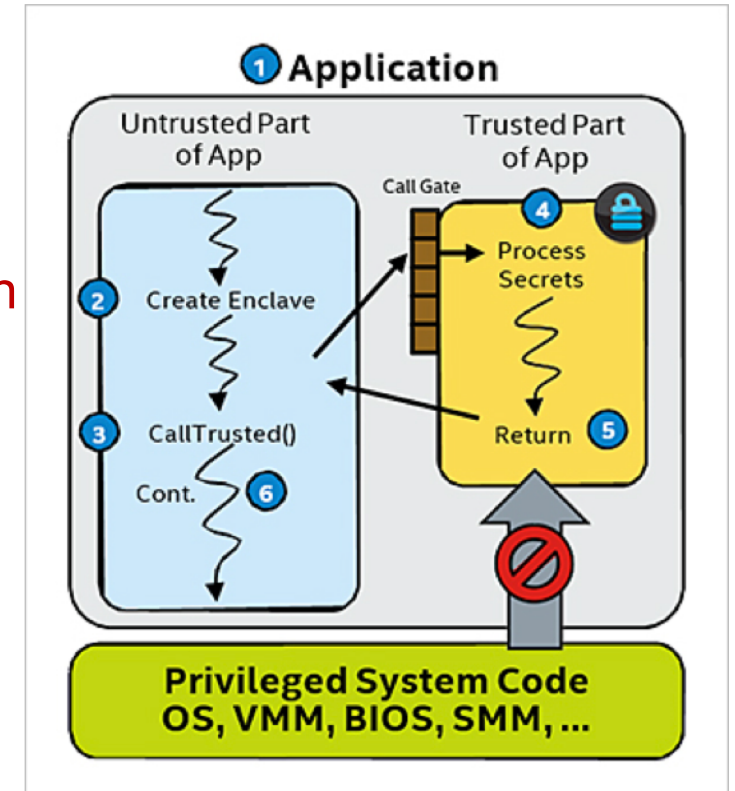 1 Application
Untrusted Part
of App
Trusted Part
of App
Call Gate
4
Process
Secrets
n
2 Create Enclave
3 CallTrusted()
Return 5
Cont. 6
Privileged System Code
OS, VMM, BIOS, SMM, ...